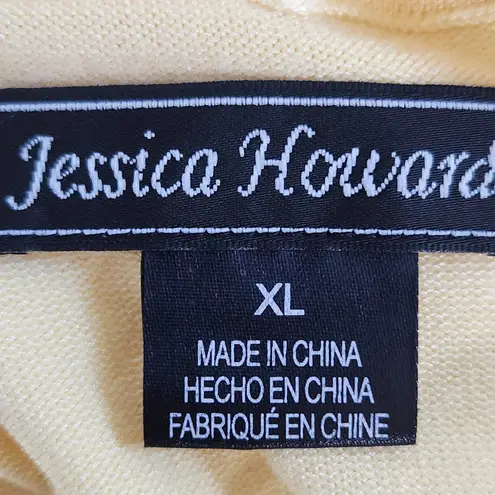 Jessica Howard
XL
MADE IN CHINA
HECHO EN CHINA
FABRIQUÉ EN CHINE